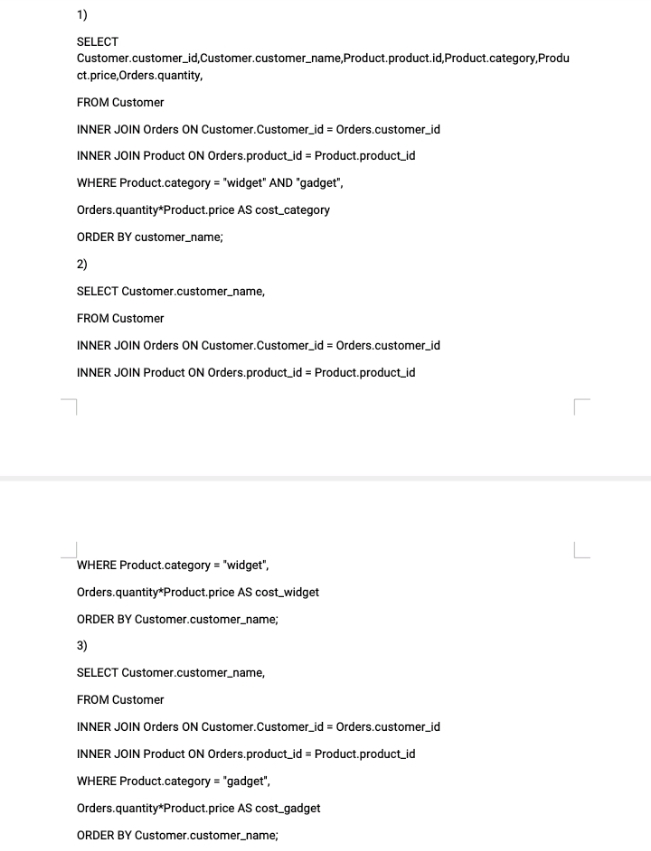 1)
SELECT
Customer.customer_id,Customer.customer_name,Product.product.id,Product.category,Produ
ct.price,Orders.quantity,
FROM Customer
INNER JOIN Orders ON Customer.Customer_id = Orders.customer_id
INNER JOIN Product ON Orders.product_id = Product.product_id
WHERE Product.category = "widget" AND "gadget",
Orders.quantity*Product.price AS cost_category
ORDER BY customer_name;
2)
SELECT Customer.customer_name,
FROM Customer
INNER JOIN Orders ON Customer.Customer_id = Orders.customer_id
INNER JOIN Product ON Orders.product_id = Product.product_id
WHERE Product.category = "widget",
Orders.quantity*Product.price AS cost_widget
ORDER BY Customer.customer_name;
3)
SELECT Customer.customer_name,
FROM Customer
INNER JOIN Orders ON Customer.Customer_id = Orders.customer_id
INNER JOIN Product ON Orders.product_id = Product.product_id
WHERE Product.category = "gadget",
Orders.quantity*Product.price AS cost_gadget
ORDER BY Customer.customer_name;